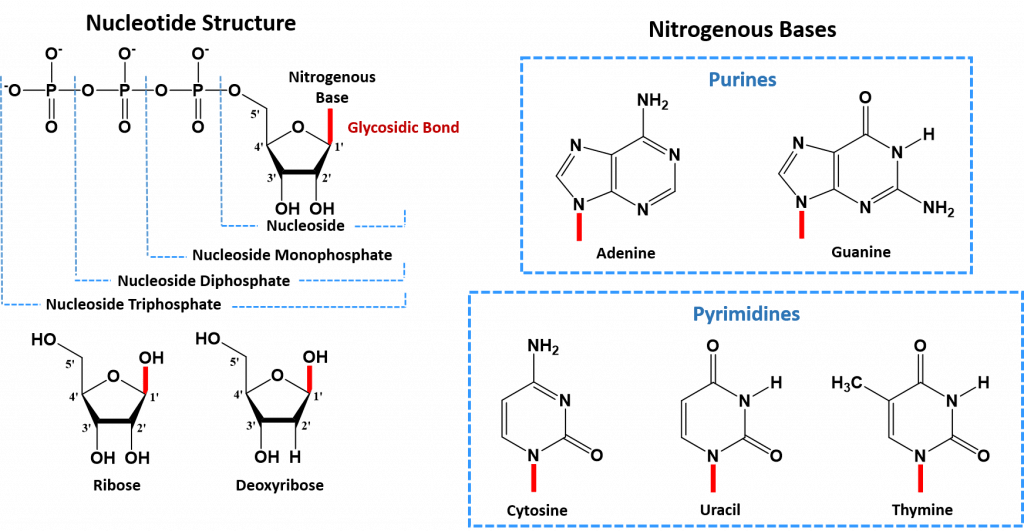 Nucleotide Structure
O- O- O-
-O P O P O P O
O O O
5'
Nitrogenous
Base
Glycosidic Bond
O
4' 1'
3' 2'
OH OH
Nucleoside
Nucleoside Monophosphate
Nucleoside Diphosphate
Nucleoside Triphosphate
HO
5'
OH
O
4' 1'
3' 2'
OH OH
Ribose
HO
5'
OH
O
4' 1'
3' 2'
OH H
Deoxyribose
Nitrogenous Bases
Purines
NH2
N N
N N
Adenine
O
N N H
N N NH2
Guanine
Pyrimidines
NH2
N
N O
Cytosine
O
N H
N O
Uracil
O
H3C N H
N O
Thymine